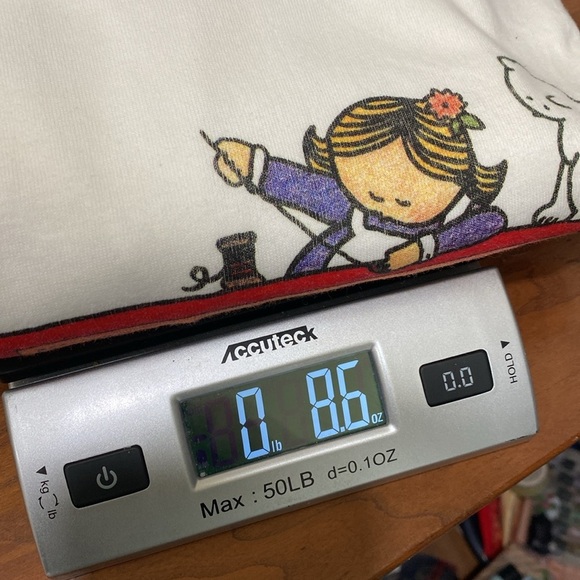 Accuteck
0 lb 8.6 oz
0.0
▲ HOLD
▼ kg lb
Max : 50LB d=0.1OZ